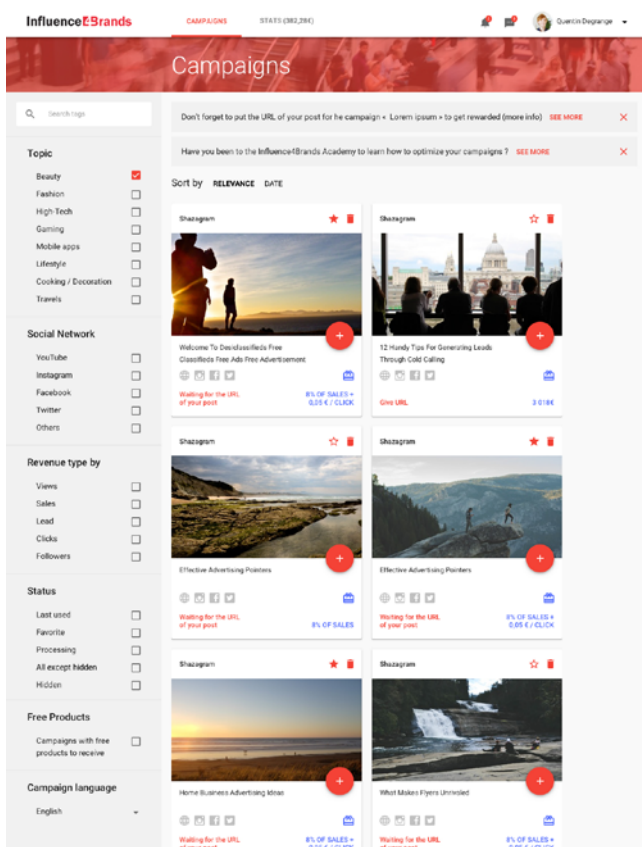 Influence4Brands
CAMPAIGNS
STATS (382,28€)
Quentin Degrange
Campaigns
Search tags
Topic
Beauty
Fashion
High-Tech
Gaming
Mobile apps
Lifestyle
Cooking / Decoration
Travels
Social Network
YouTube
Instagram
Facebook
Twitter
Others
Revenue type by
Views
Sales
Lead
Clicks
Followers
Status
Last used
Favorite
Processing
All except hidden
Hidden
Free Products
Campaigns with free
products to receive
Campaign language
English
Don't forget to put the URL of your post for he campaign « Lorem ipsum » to get rewarded (more info) SEE MORE
Have you been to the Influence4Brands Academy to learn how to optimize your campaigns ? SEE MORE
Sort by RELEVANCE DATE
Shazagram
Welcome To Desiclassifieds Free
Classifieds Free Ads Free Advertisement
Waiting for the URL
of your post
8% OF SALES +
0,05 € / CLICK
Shazagram
12 Handy Tips For Generating Leads
Through Cold Calling
Give URL
3 018€
Shazagram
Effective Advertising Pointers
Waiting for the URL
of your post
8% OF SALES
Shazagram
Effective Advertising Pointers
Waiting for the URL
of your post
8% OF SALES +
0,05 € / CLICK
Shazagram
Home Business Advertising Ideas
Waiting for the URL
8% OF SALES +
Shazagram
What Makes Flyers Unrivaled
Waiting for the URL
8% OF SALES +